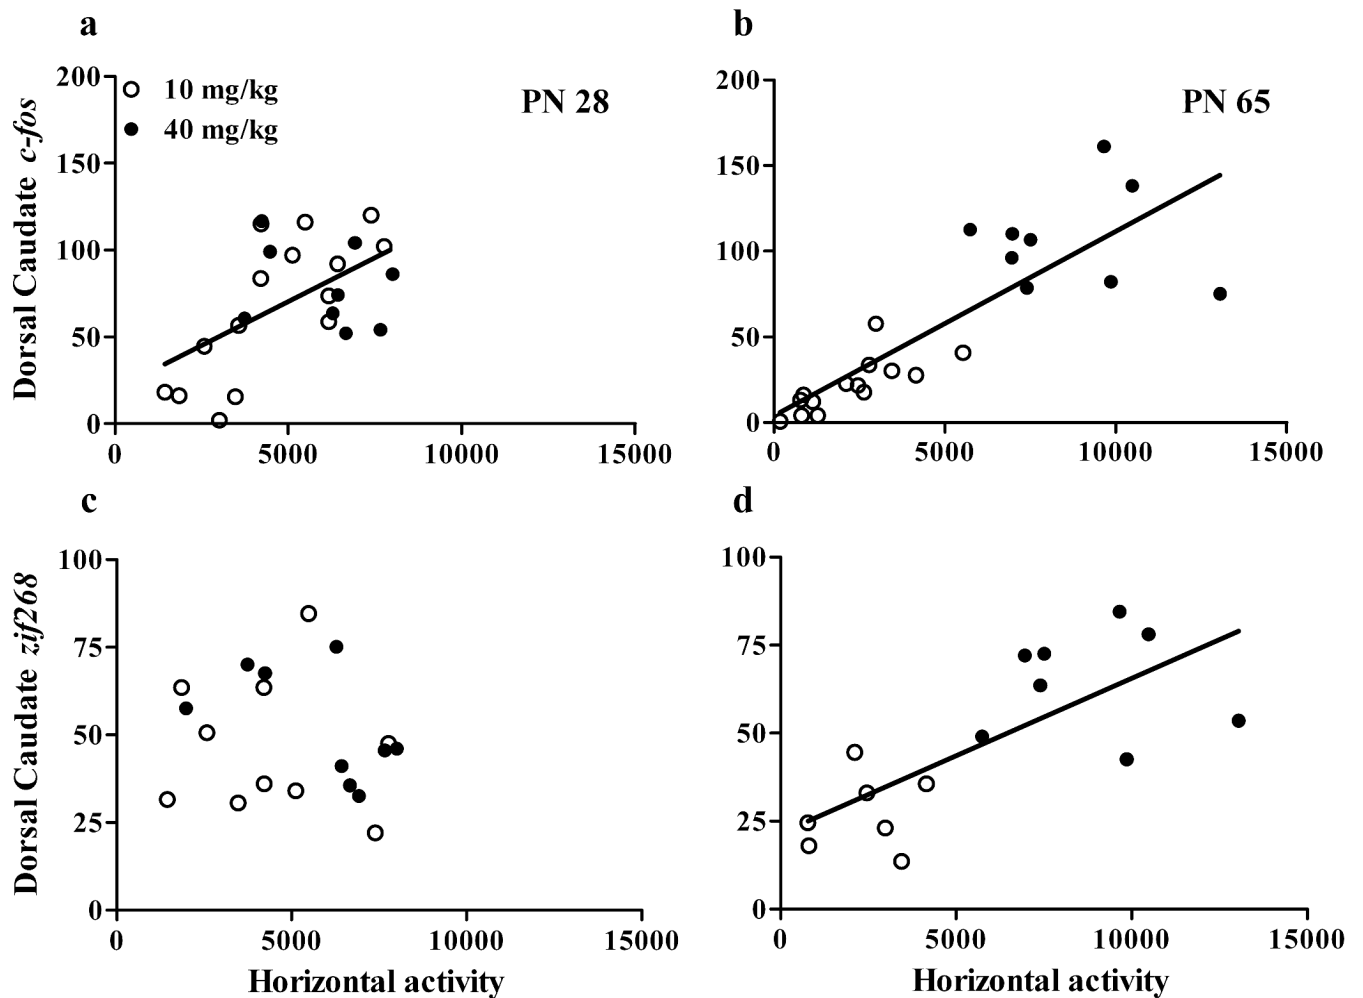 a
200
10 mg/kg
40 mg/kg
PN 28
150
100
50
0
0 5000 10000 15000
Dorsal Caudate c-fos
b
200
PN 65
150
100
50
0
0 5000 10000 15000
c
100
75
50
25
0
0 5000 10000 15000
Dorsal Caudate zif268
Horizontal activity
d
100
75
50
25
0
0 5000 10000 15000
Horizontal activity